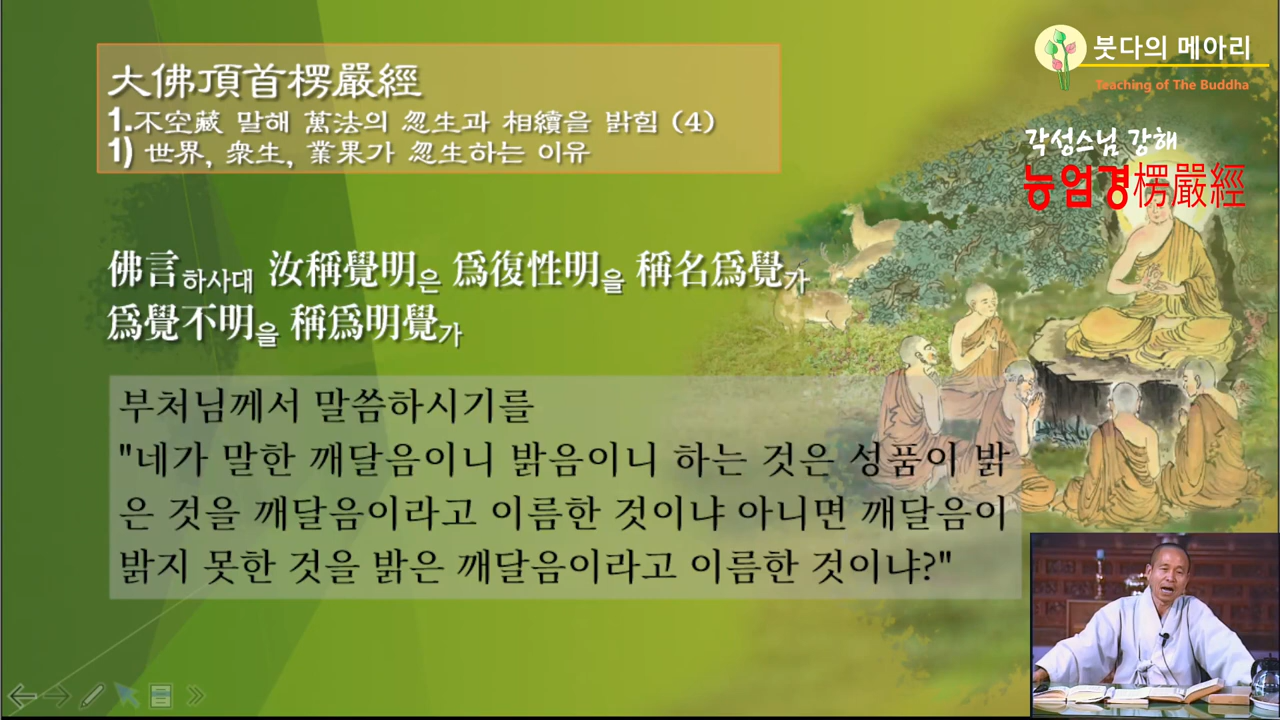 大佛頂首楞嚴經
1.不空藏 말해 萬法의 忽生과 相續을 밝힘 (4)
1) 世界, 衆生, 業果가 忽生하는 이유
佛言하사대 汝稱覺明은 爲復性明을 稱名爲覺가
爲覺不明을 稱爲明覺가
부처님께서 말씀하시기를
"네가 말한 깨달음이니 밝음이니 하는 것은 성품이 밝
은 것을 깨달음이라고 이름한 것이냐 아니면 깨달음이
밝지 못한 것을 밝은 깨달음이라고 이름한 것이냐?"
붓다의 메아리
Teaching of The Buddha
각성스님 강해
능엄경楞嚴經